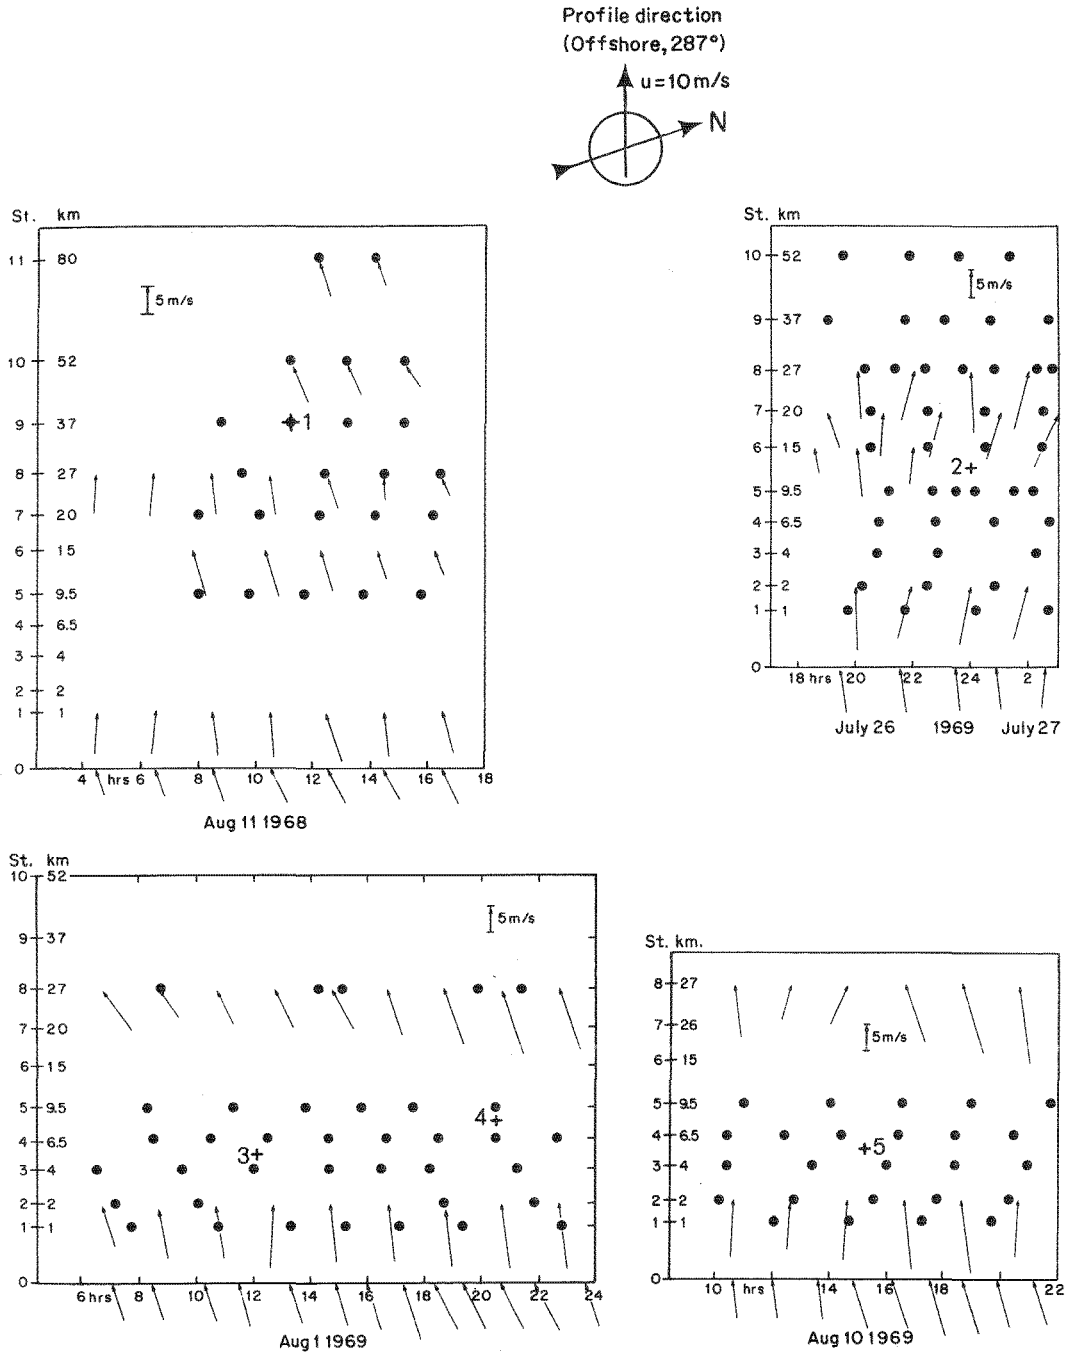 Profile direction
(Offshore, 287°)
u=10 m/s
N
St. km
11 80
5 m/s
10 52
9 37
1
8 27
7 20
6 15
5 9.5
4 6.5
3 4
2 2
1 1
0
4 hrs 6 8 10 12 14 16 18
Aug 11 1968
St. km
10 52
5 m/s
9 37
8 27
7 20
6 15
2
5 9.5
4 6.5
3 4
2 2
1 1
0
18 hrs 20 22 24 2
July 26 1969 July 27
St. km
10 52
5 m/s
9 37
8 27
7 20
6 15
5 9.5
4
4 6.5
3
3 4
2 2
1 1
0
6 hrs 8 10 12 14 16 18 20 22 24
Aug 1 1969
St. km.
8 27
7 26
5 m/s
6 15
5 9.5
4 6.5
5
3 4
2 2
1 1
0
10 hrs 12 14 16 18 20 22
Aug 10 1969